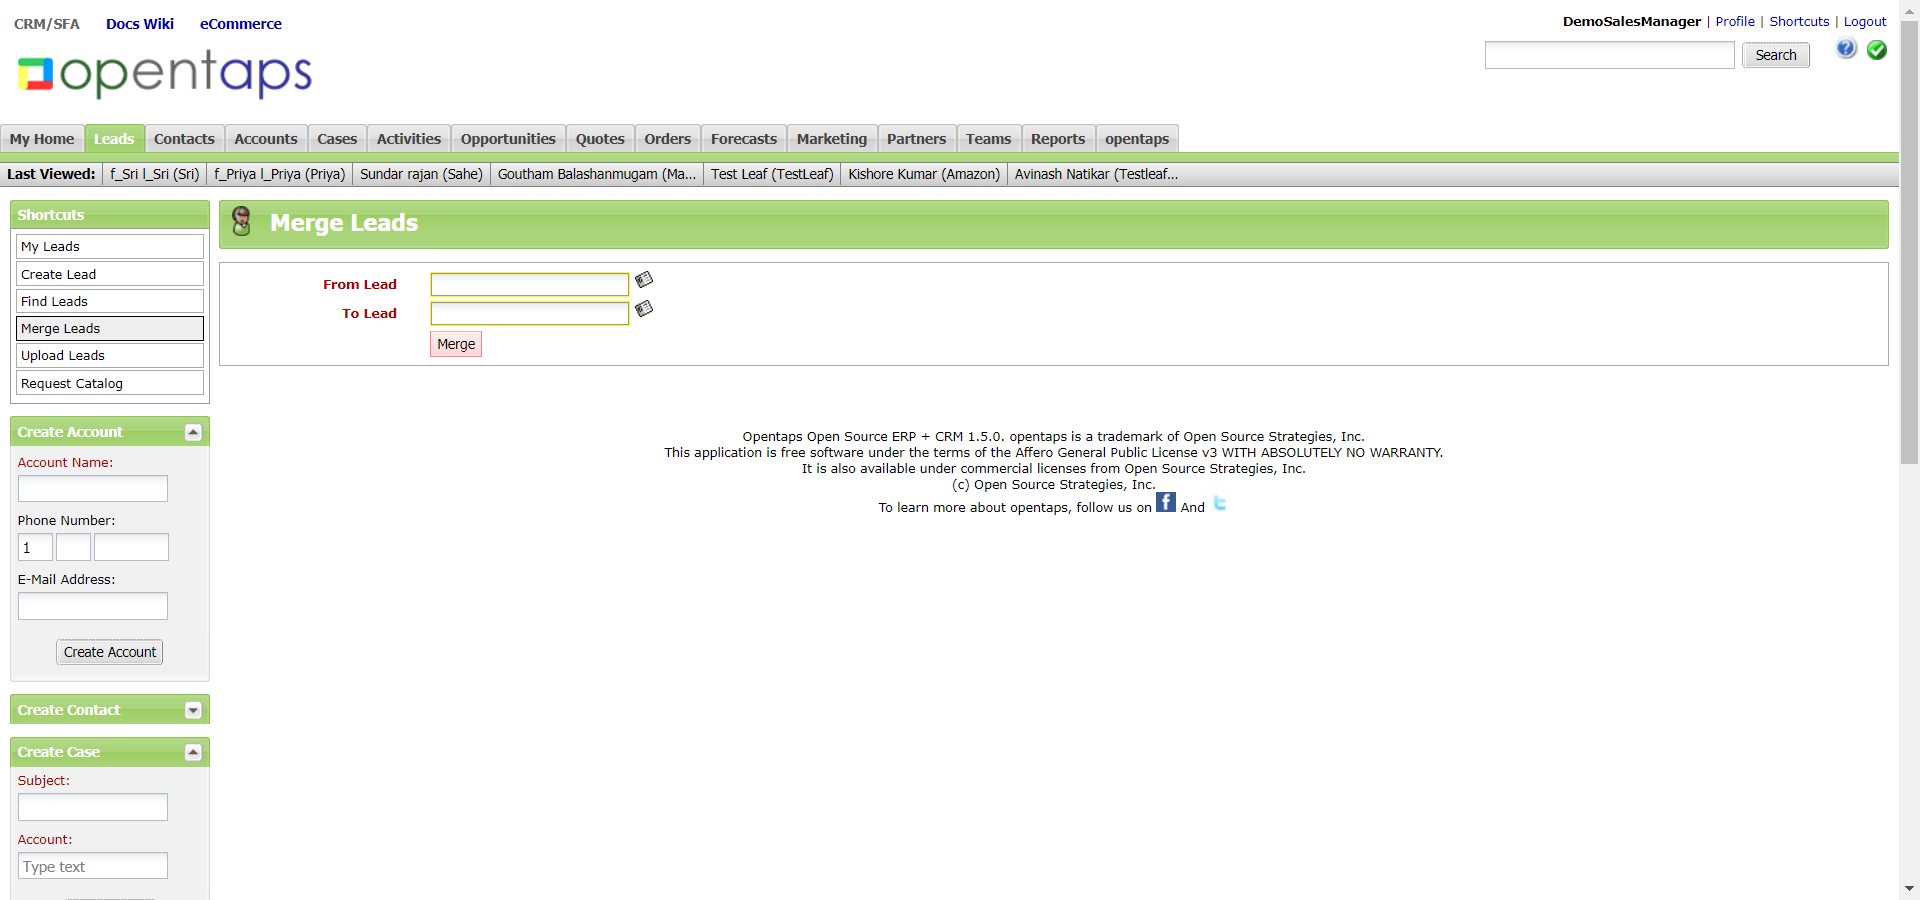 CRM/SFA Docs Wiki eCommerce
DemoSalesManager | Profile | Shortcuts | Logout
opentaps
Search
My Home Leads Contacts Accounts Cases Activities Opportunities Quotes Orders Forecasts Marketing Partners Teams Reports opentaps
Last Viewed: f_Sri l_Sri (Sri) f_Priya l_Priya (Priya) Sundar rajan (Sahe) Goutham Balashanmugam (Ma... Test Leaf (TestLeaf) Kishore Kumar (Amazon) Avinash Natikar (Testleaf...
Shortcuts
My Leads
Create Lead
Find Leads
Merge Leads
Upload Leads
Request Catalog
Create Account
Account Name:
Phone Number:
1
E-Mail Address:
Create Account
Create Contact
Create Case
Subject:
Account:
Type text
Merge Leads
From Lead
To Lead
Merge
Opentaps Open Source ERP + CRM 1.5.0. opentaps is a trademark of Open Source Strategies, Inc.
This application is free software under the terms of the Affero General Public License v3 WITH ABSOLUTELY NO WARRANTY.
It is also available under commercial licenses from Open Source Strategies, Inc.
(c) Open Source Strategies, Inc.
To learn more about opentaps, follow us on f And t